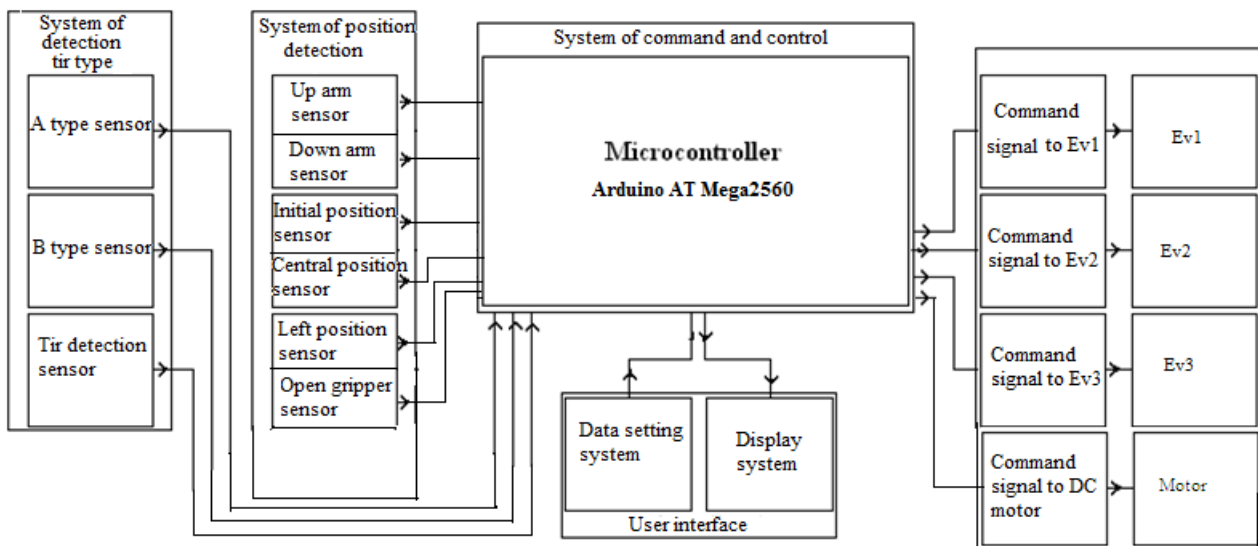 System of
detection
tir type
A type sensor
B type sensor
Tir detection
sensor
System of position
detection
Up arm
sensor
Down arm
sensor
Initial position
sensor
Central position
sensor
Left position
sensor
Open gripper
sensor
System of command and control
Microcontroller
Arduino AT Mega2560
Data setting
system
Display
system
User interface
Command
signal to Ev1
Ev1
Command
signal to Ev2
Ev2
Command
signal to Ev3
Ev3
Command
signal to DC
motor
Motor